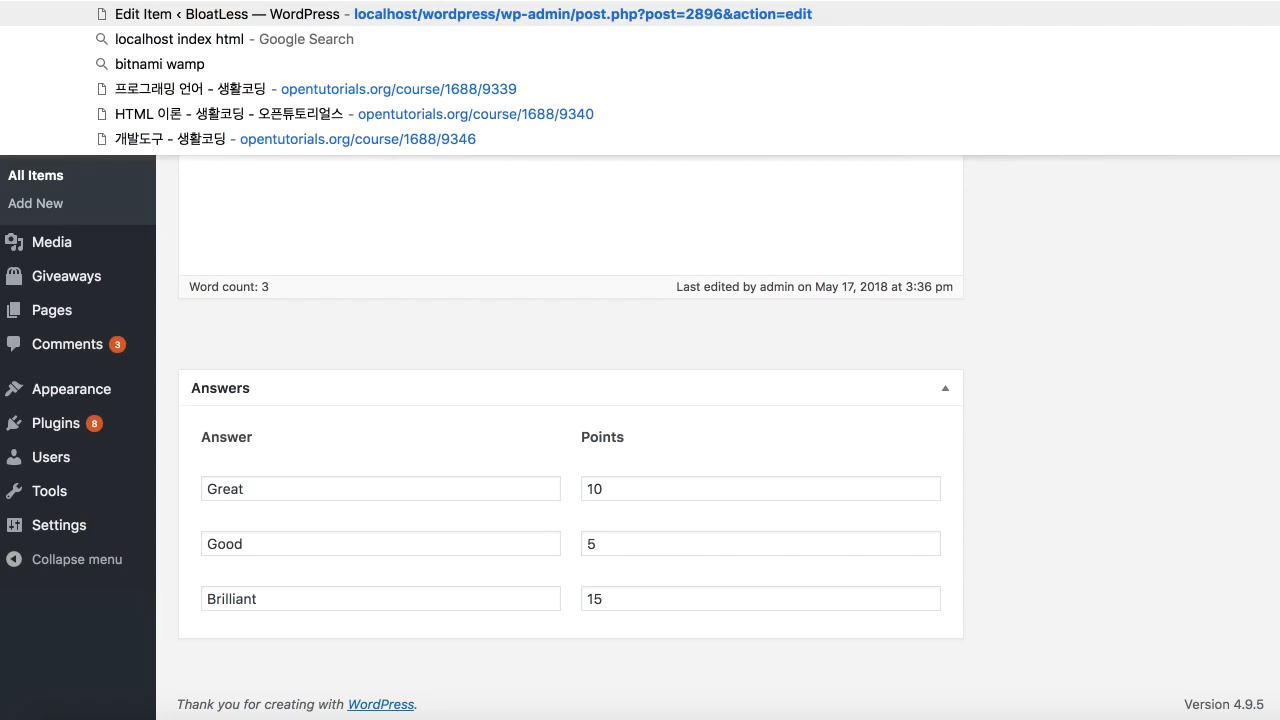 Edit Item ‹ BloatLess — WordPress - localhost/wordpress/wp-admin/post.php?post=2896&action=edit
localhost index html - Google Search
bitnami wamp
프로그래밍 언어 - 생활코딩 - opentutorials.org/course/1688/9339
HTML 이론 - 생활코딩 - 오픈튜토리얼스 - opentutorials.org/course/1688/9340
개발도구 - 생활코딩 - opentutorials.org/course/1688/9346
All Items
Add New
Media
Giveaways
Pages
Comments 3
Appearance
Plugins 8
Users
Tools
Settings
Collapse menu
Word count: 3 Last edited by admin on May 17, 2018 at 3:36 pm
Answers
Answer Points
Great 10
Good 5
Brilliant 15
Thank you for creating with WordPress. Version 4.9.5